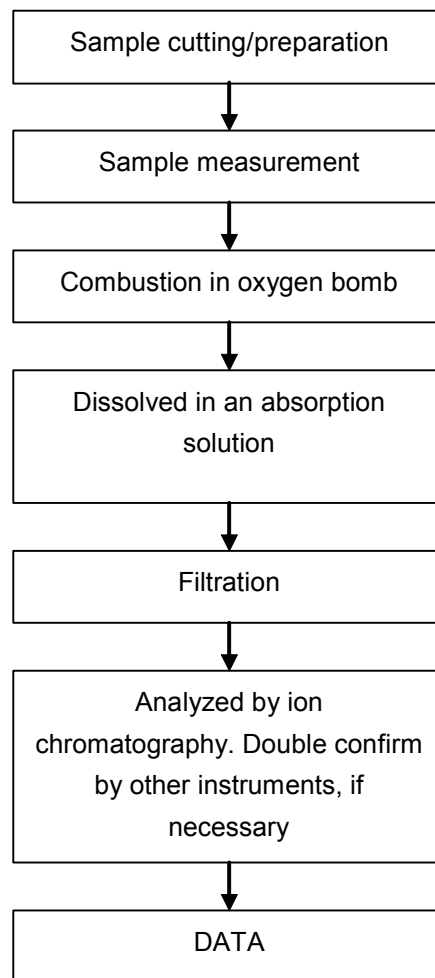 Sample cutting/preparation
Sample measurement
Combustion in oxygen bomb
Dissolved in an absorption
solution
Filtration
Analyzed by ion
chromatography. Double confirm
by other instruments, if
necessary
DATA